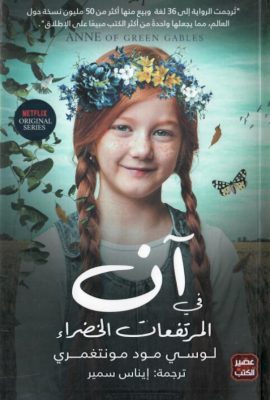 "تُرجمت الرواية إلى 36 لغة وبيع منها أكثر من 50 مليون نسخة حول
العالم، مما يجعلها واحدة من أكثر الكتب مبيعًا على الإطلاق".
ANNE OF GREEN GABLES
NETFLIX
ORIGINAL
SERIES
آن
في
المرتفعات الخضراء
لوسي مود مونتغمري
ترجمة: إيناس سمير
عصير
الكتب